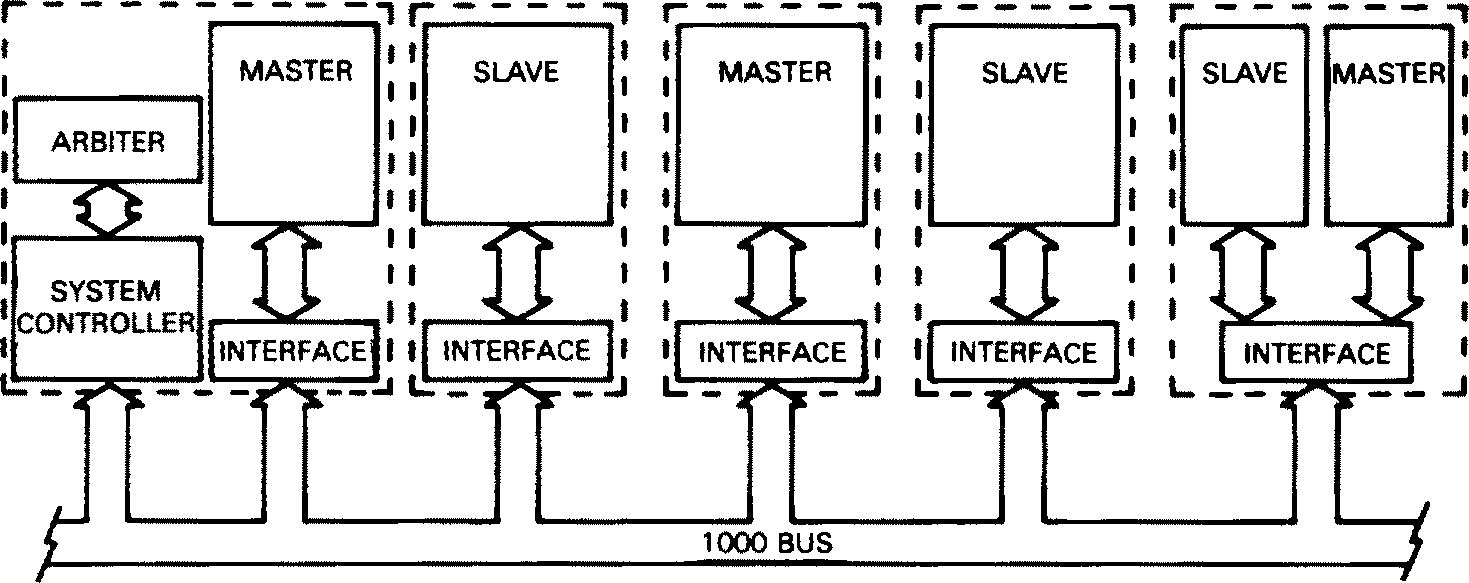 MASTER
SLAVE
MASTER
SLAVE
SLAVE
MASTER
ARBITER
SYSTEM
CONTROLLER
INTERFACE
INTERFACE
INTERFACE
INTERFACE
INTERFACE
1000 BUS